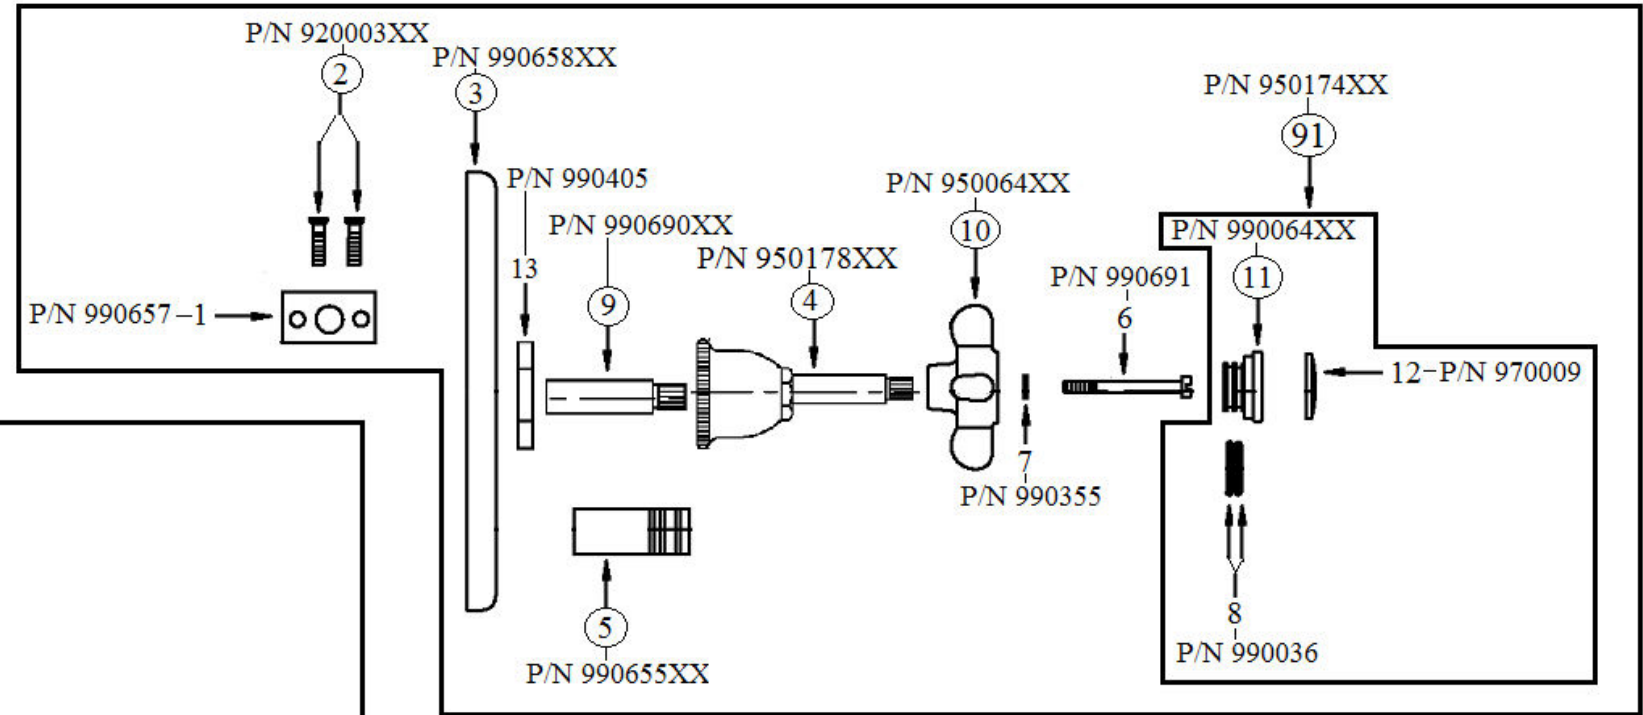 P/N 920003XX
2
P/N 990658XX
3
P/N 950174XX
91
P/N 990405
13
P/N 990690XX
9
P/N 950178XX
4
P/N 950064XX
10
P/N 990691
6
P/N 990064XX
11
P/N 990657-1
12-P/N 970009
7
P/N 990355
5
P/N 990655XX
8
P/N 990036